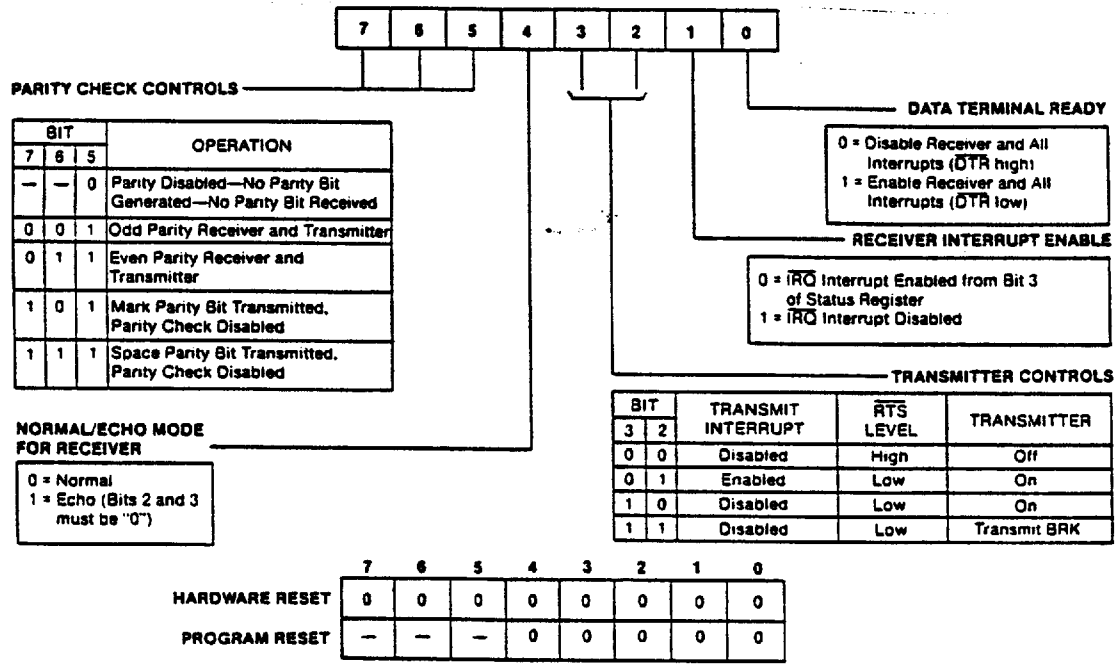 7 6 5 4 3 2 1 0
PARITY CHECK CONTROLS
BIT
OPERATION
7 6 5
— — 0 Parity Disabled—No Parity Bit
Generated—No Parity Bit Received
0 0 1 Odd Parity Receiver and Transmitter
0 1 1 Even Parity Receiver and
Transmitter
1 0 1 Mark Parity Bit Transmitted,
Parity Check Disabled
1 1 1 Space Parity Bit Transmitted,
Parity Check Disabled
NORMAL/ECHO MODE
FOR RECEIVER
0 = Normal
1 = Echo (Bits 2 and 3
must be "0")
DATA TERMINAL READY
0 = Disable Receiver and All
Interrupts (D̅T̅R̅ high)
1 = Enable Receiver and All
Interrupts (D̅T̅R̅ low)
RECEIVER INTERRUPT ENABLE
0 = I̅R̅Q̅ Interrupt Enabled from Bit 3
of Status Register
1 = I̅R̅Q̅ Interrupt Disabled
TRANSMITTER CONTROLS
BIT TRANSMIT R̅T̅S̅ TRANSMITTER
3 2 INTERRUPT LEVEL
0 0 Disabled High Off
0 1 Enabled Low On
1 0 Disabled Low On
1 1 Disabled Low Transmit BRK
7 6 5 4 3 2 1 0
HARDWARE RESET 0 0 0 0 0 0 0 0
PROGRAM RESET — — — 0 0 0 0 0